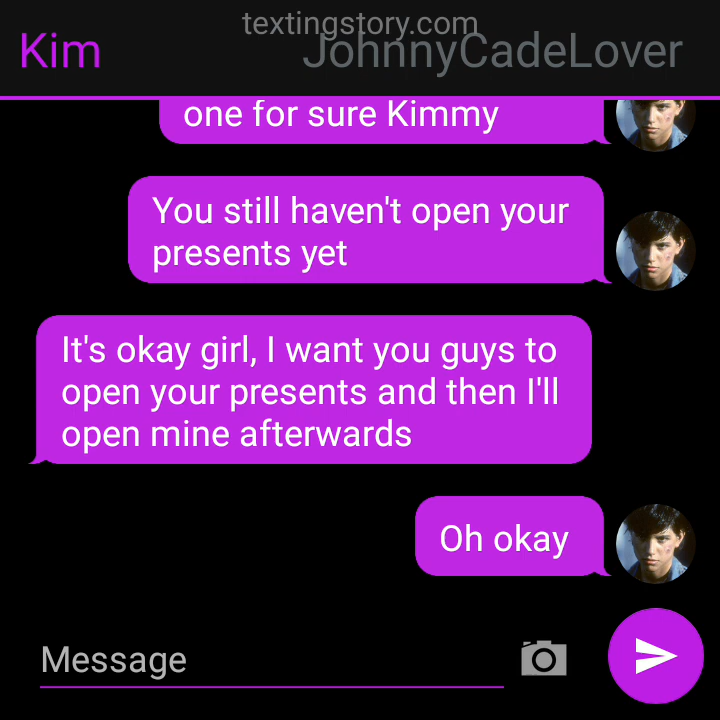 textingstory.com
Kim
JohnnyCadeLover
one for sure Kimmy
You still haven't open your
presents yet
It's okay girl, I want you guys to
open your presents and then I'll
open mine afterwards
Oh okay
Message